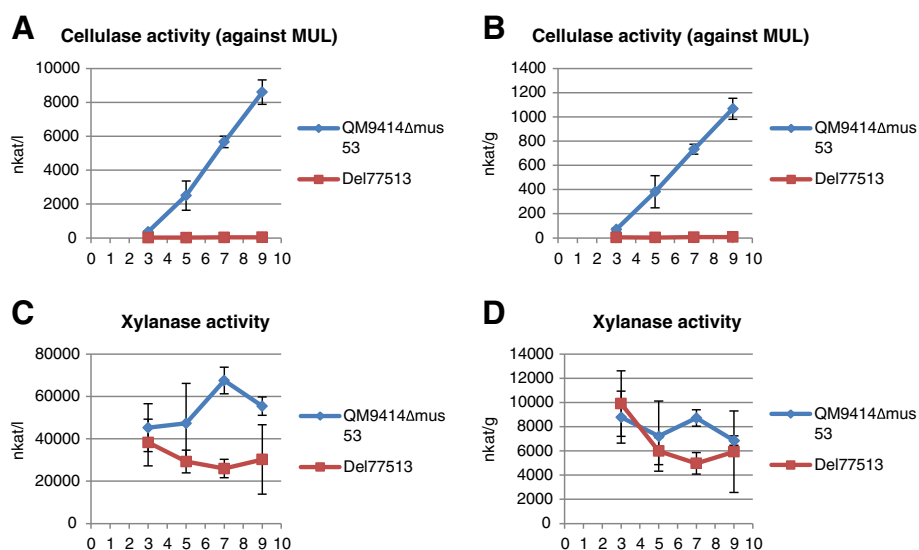 A Cellulase activity (against MUL)
10000
8000
6000
4000
2000
0
nkat/l
0 1 2 3 4 5 6 7 8 9 10
QM9414Δmus
53
Del77513
B Cellulase activity (against MUL)
1400
1200
1000
800
600
400
200
0
nkat/g
0 1 2 3 4 5 6 7 8 9 10
QM9414Δmus
53
Del77513
C Xylanase activity
80000
60000
40000
20000
0
nkat/l
0 1 2 3 4 5 6 7 8 9 10
QM9414Δmus
53
Del77513
D Xylanase activity
14000
12000
10000
8000
6000
4000
2000
0
nkat/g
0 1 2 3 4 5 6 7 8 9 10
QM9414Δmus
53
Del77513